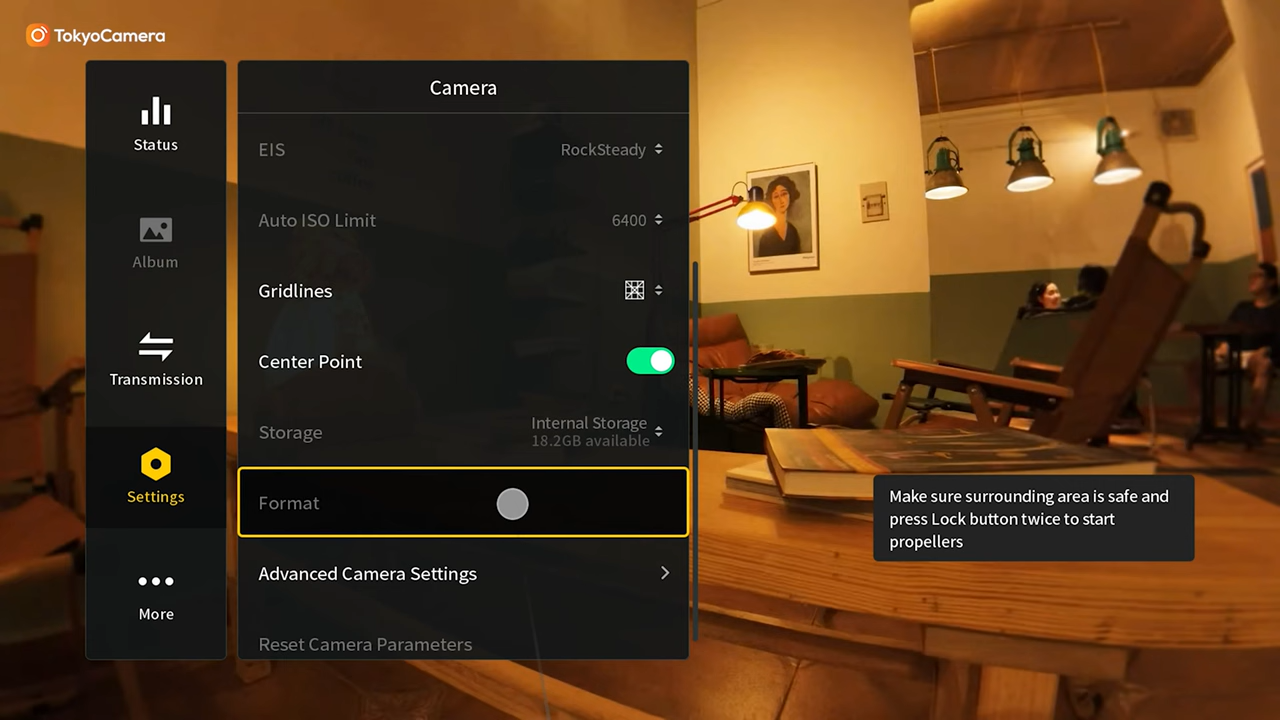 TokyoCamera
Status
Album
Transmission
Settings
More
Camera
EIS
RockSteady
Auto ISO Limit
6400
Gridlines
Center Point
Storage
Internal Storage
18.2GB available
Format
Advanced Camera Settings
Reset Camera Parameters
Make sure surrounding area is safe and
press Lock button twice to start
propellers